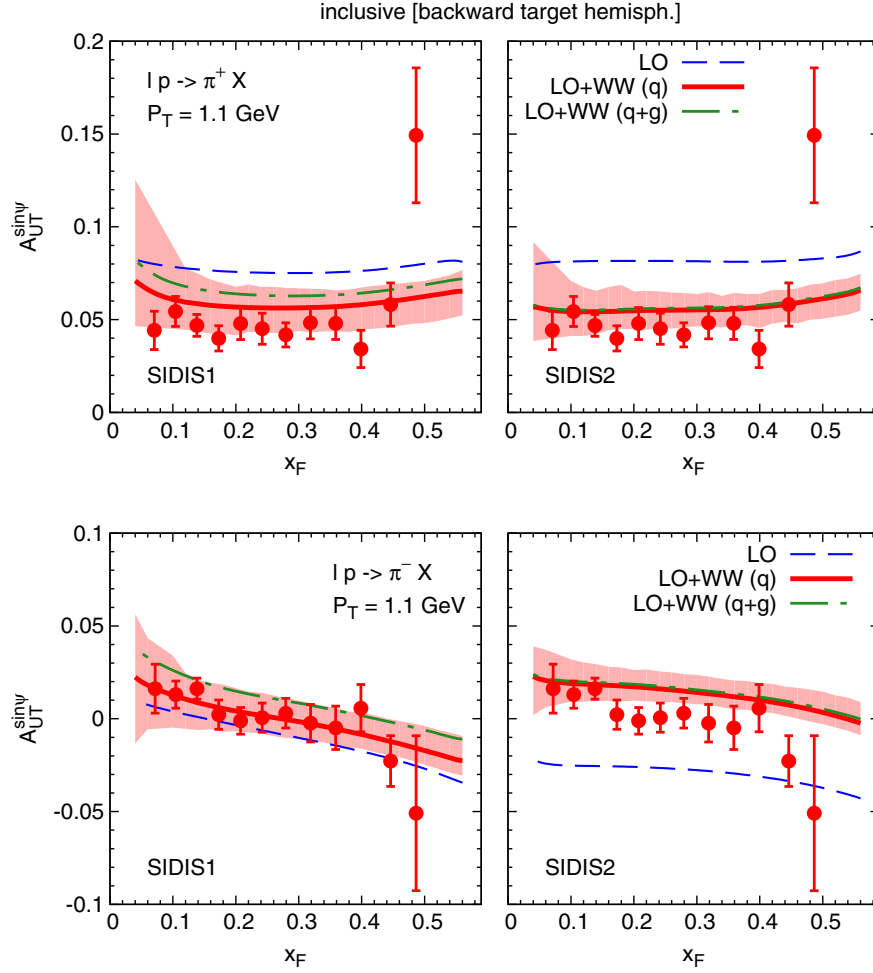 inclusive [backward target hemisph.]
0.2
0.15
0.1
0.05
0
A_UT^sinψ
l p -> π+ X
P_T = 1.1 GeV
SIDIS1
0 0.1 0.2 0.3 0.4 0.5
x_F
LO
LO+WW (q)
LO+WW (q+g)
SIDIS2
0 0.1 0.2 0.3 0.4 0.5
x_F
0.1
0.05
0
-0.05
-0.1
A_UT^sinψ
l p -> π− X
P_T = 1.1 GeV
SIDIS1
0 0.1 0.2 0.3 0.4 0.5
x_F
LO
LO+WW (q)
LO+WW (q+g)
SIDIS2
0 0.1 0.2 0.3 0.4 0.5
x_F